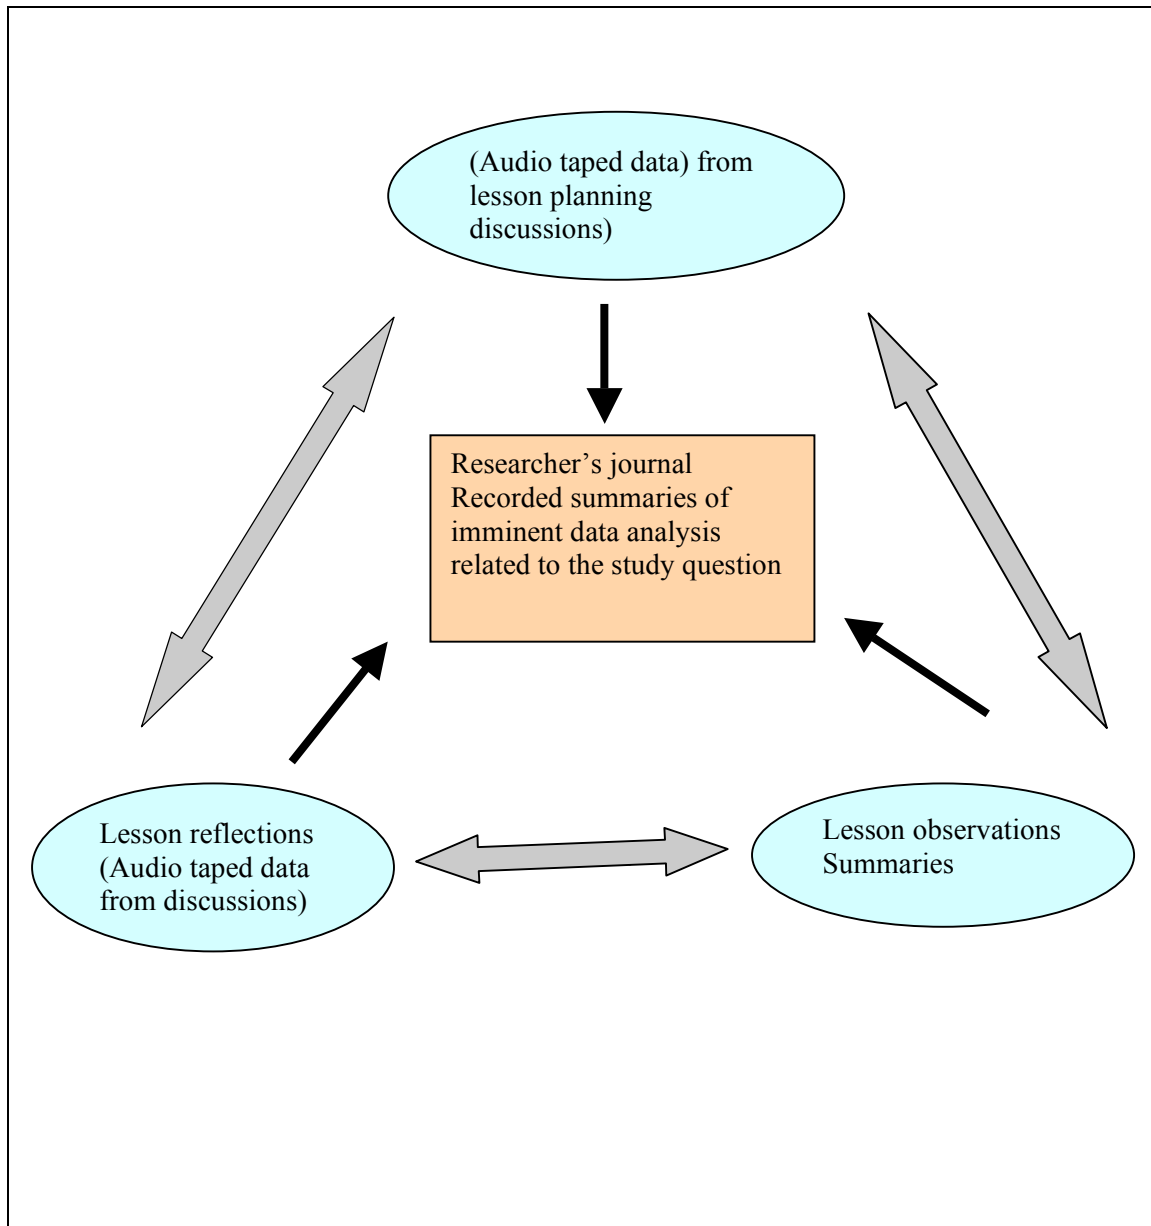 (Audio taped data) from
lesson planning
discussions)
Researcher’s journal
Recorded summaries of
imminent data analysis
related to the study question
Lesson reflections
(Audio taped data
from discussions)
Lesson observations
Summaries